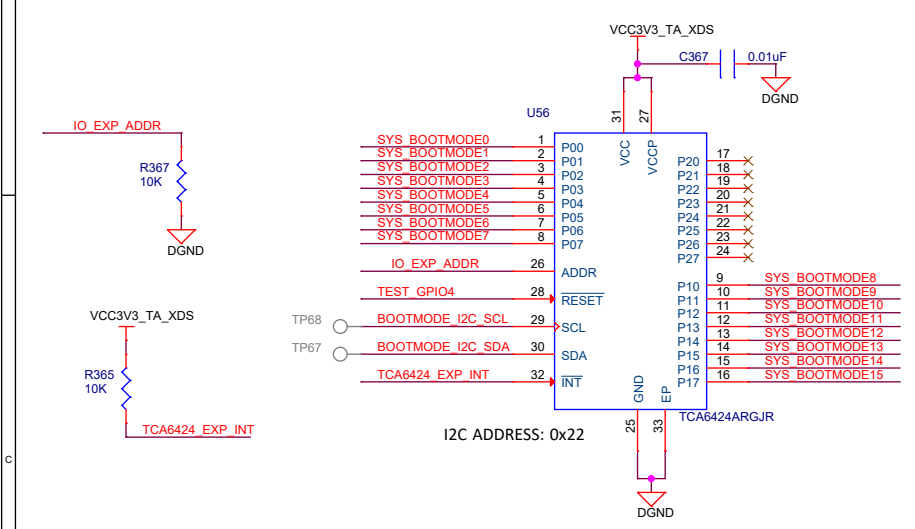 VCC3V3_TA_XDS
C367 0.01uF
DGND
U56
31 27
VCC VCCP
IO_EXP_ADDR
R367
10K
DGND
SYS_BOOTMODE0 1 P00
SYS_BOOTMODE1 2 P01
SYS_BOOTMODE2 3 P02
SYS_BOOTMODE3 4 P03
SYS_BOOTMODE4 5 P04
SYS_BOOTMODE5 6 P05
SYS_BOOTMODE6 7 P06
SYS_BOOTMODE7 8 P07
P20 17
P21 18
P22 19
P23 20
P24 21
P25 22
P26 23
P27 24
IO_EXP_ADDR 26 ADDR
TEST_GPIO4 28 RESET
TP68 BOOTMODE_I2C_SCL 29 SCL
TP67 BOOTMODE_I2C_SDA 30 SDA
TCA6424_EXP_INT 32 INT
P10 9 SYS_BOOTMODE8
P11 10 SYS_BOOTMODE9
P12 11 SYS_BOOTMODE10
P13 12 SYS_BOOTMODE11
P14 13 SYS_BOOTMODE12
P15 14 SYS_BOOTMODE13
P16 15 SYS_BOOTMODE14
P17 16 SYS_BOOTMODE15
VCC3V3_TA_XDS
R365
10K
TCA6424_EXP_INT
GND EP
25 33
TCA6424ARGJR
I2C ADDRESS: 0x22
DGND
C